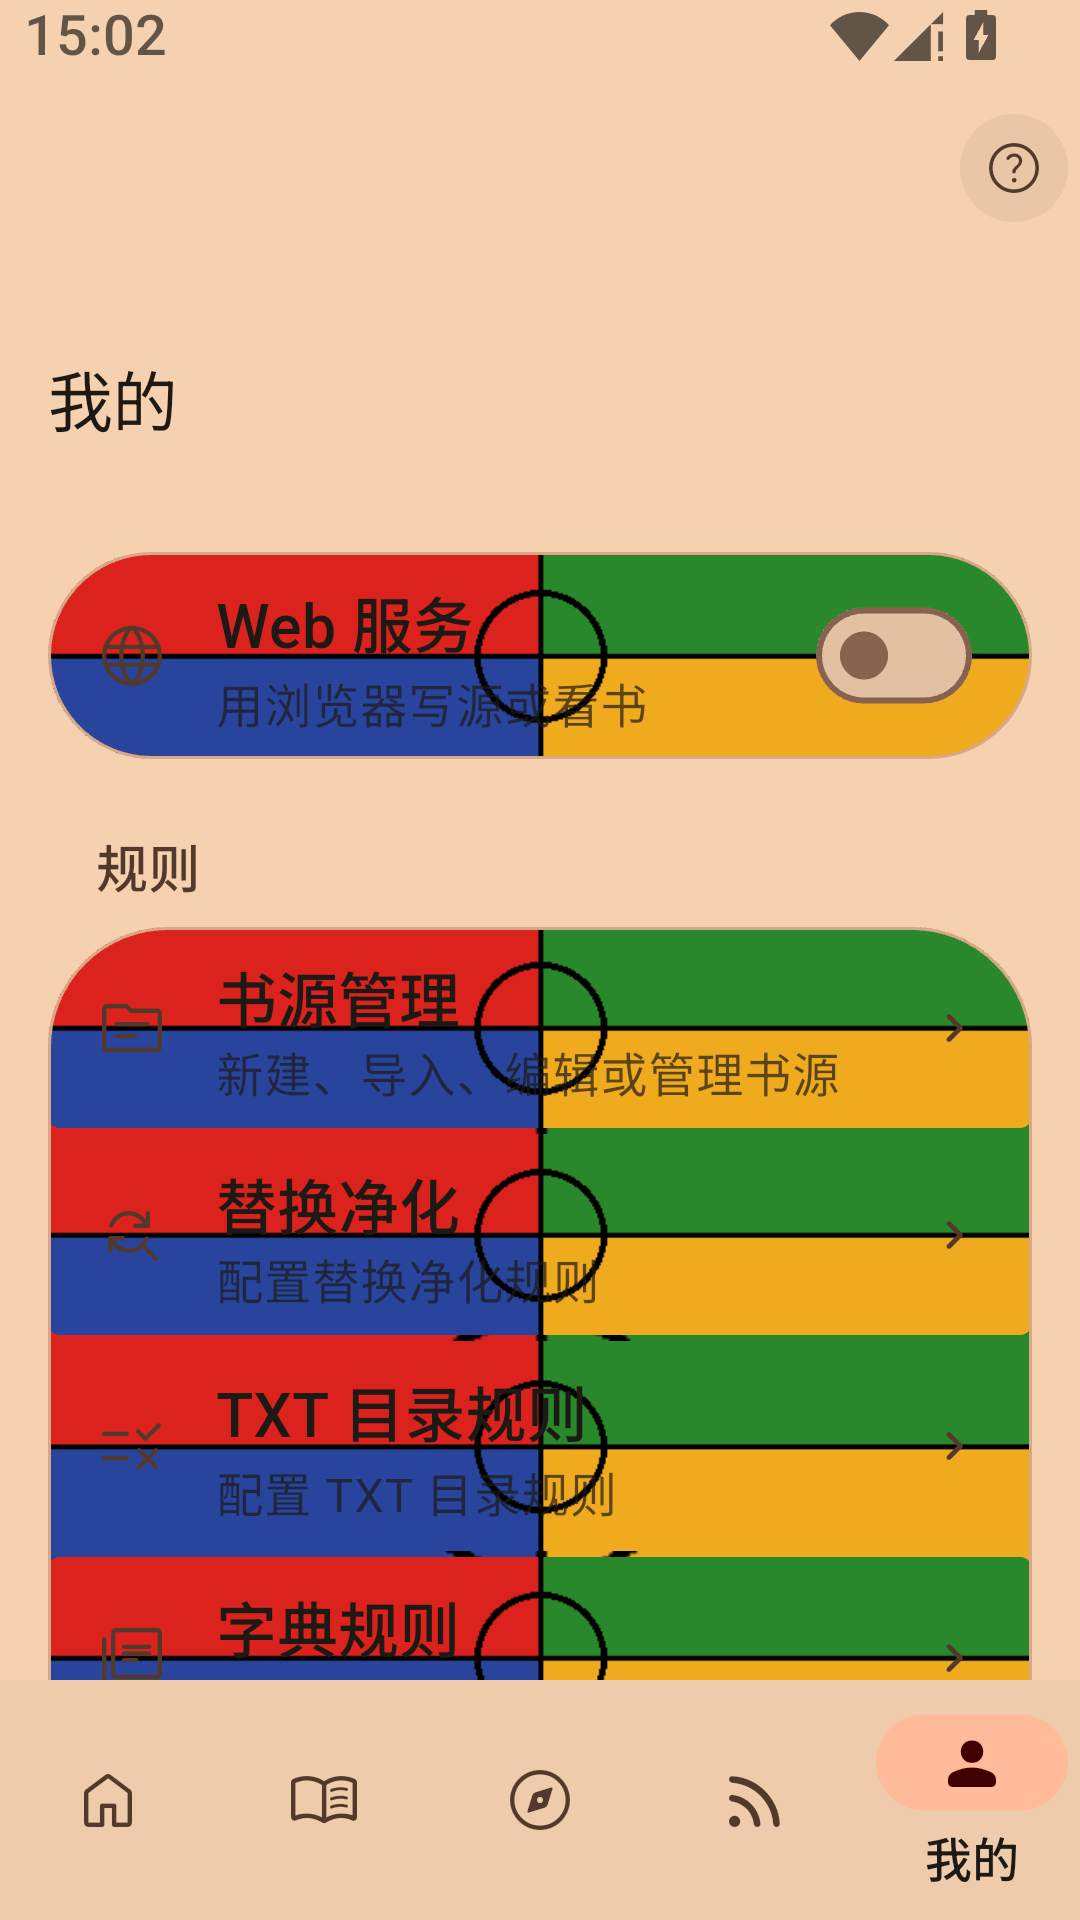 15:02
我的
Web 服务
用浏览器写源或看书
规则
书源管理
新建、导入、编辑或管理书源
替换净化
配置替换净化规则
TXT 目录规则
配置 TXT 目录规则
字典规则
我的